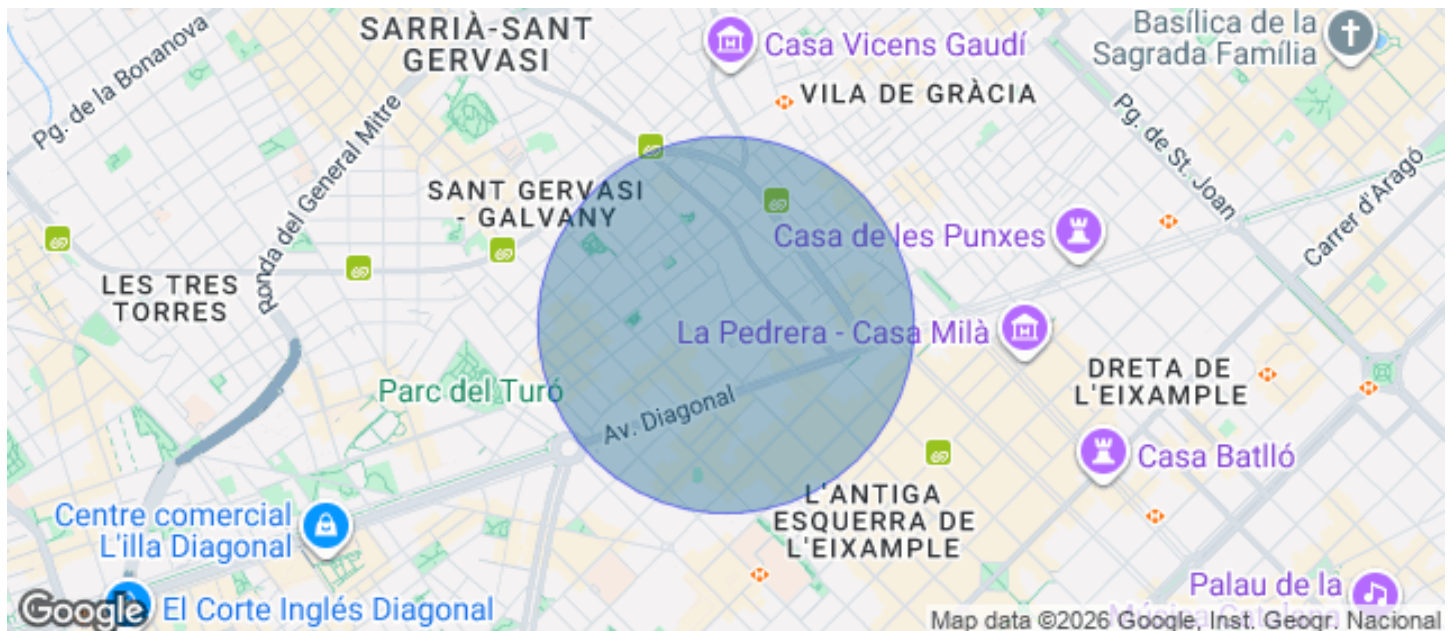 SARRIÀ-SANT
GERVASI
Casa Vicens Gaudí
Basílica de la
Sagrada Família
Pg. de la Bonanova
VILA DE GRÀCIA
Ronda del General Mitre
Pg. de St. Joan
SANT GERVASI
- GALVANY
Carrer d'Aragó
Casa de les Punxes
LES TRES
TORRES
La Pedrera - Casa Milà
Parc del Turó
DRETA DE
L'EIXAMPLE
Av. Diagonal
Casa Batlló
L'ANTIGA
ESQUERRA DE
L'EIXAMPLE
Centre comercial
L'illa Diagonal
Palau de la
Música Catalana
El Corte Inglés Diagonal
Google
Map data ©2026 Google, Inst. Geogr. Nacional